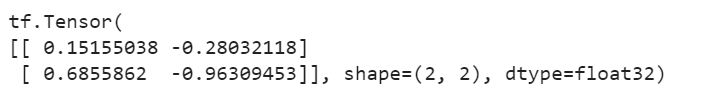 tf.Tensor(
[[ 0.15155038 -0.28032118]
 [ 0.6855862  -0.96309453]], shape=(2, 2), dtype=float32)